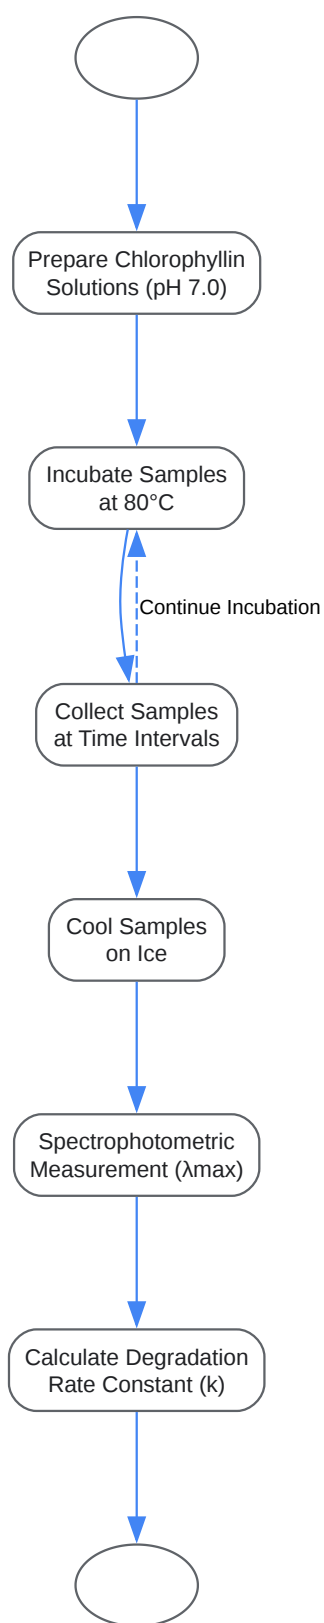 Prepare Chlorophyllin
Solutions (pH 7.0)
Incubate Samples
at 80°C
Continue Incubation
Collect Samples
at Time Intervals
Cool Samples
on Ice
Spectrophotometric
Measurement (λmax)
Calculate Degradation
Rate Constant (k)